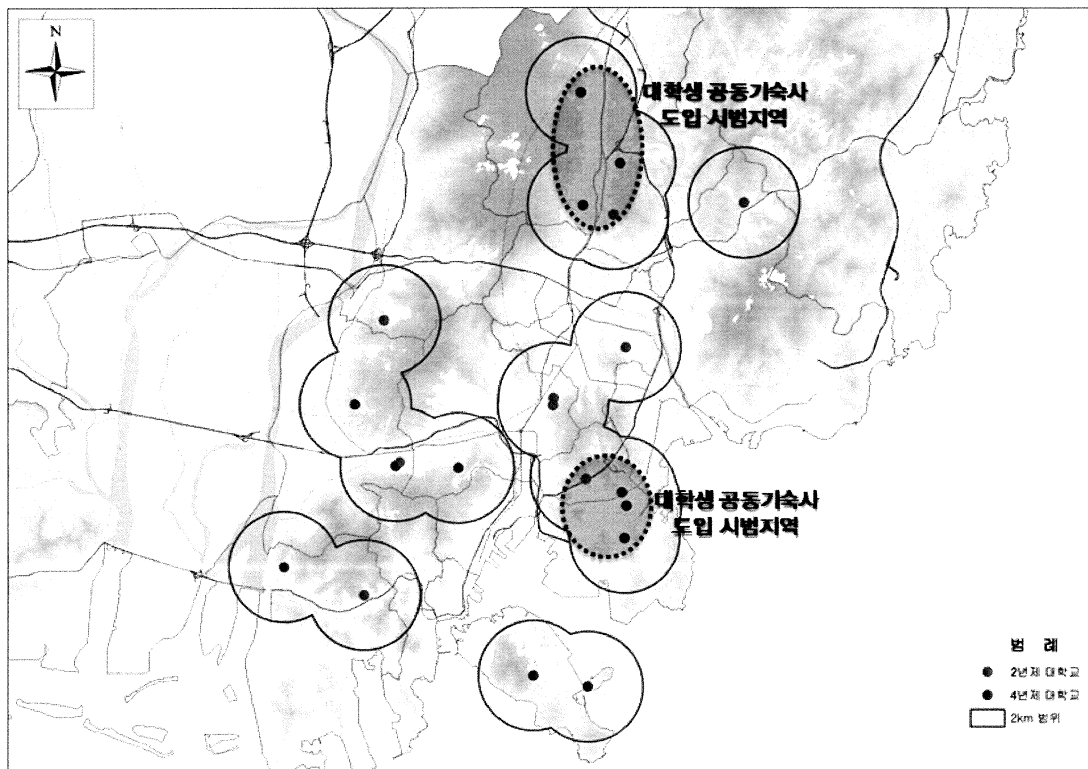 N
대학생 공동기숙사
도입 시범지역
대학생 공동기숙사
도입 시범지역
범 례
2년제 대학교
4년제 대학교
2km 범위